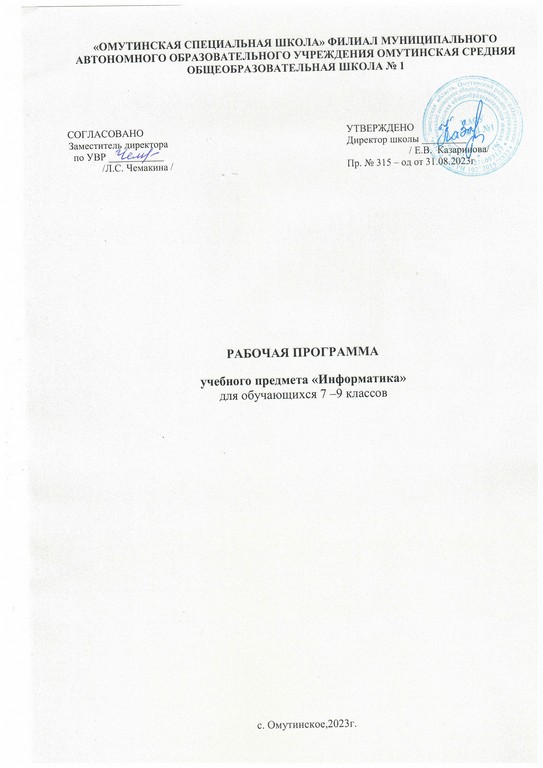 «ОМУТИНСКАЯ СПЕЦИАЛЬНАЯ ШКОЛА» ФИЛИАЛ МУНИЦИПАЛЬНОГО
АВТОНОМНОГО ОБРАЗОВАТЕЛЬНОГО УЧРЕЖДЕНИЯ ОМУТИНСКАЯ СРЕДНЯЯ
ОБЩЕОБРАЗОВАТЕЛЬНАЯ ШКОЛА № 1
СОГЛАСОВАНО
Заместитель директора
по УВР
/Л.С. Чемакина /
УТВЕРЖДЕНО
Директор школы
/ Е.В. Казаринова/
Пр. № 315 – од от 31.08.2023г
РАБОЧАЯ ПРОГРАММА
учебного предмета «Информатика»
для обучающихся 7 –9 классов
с. Омутинское,2023г.